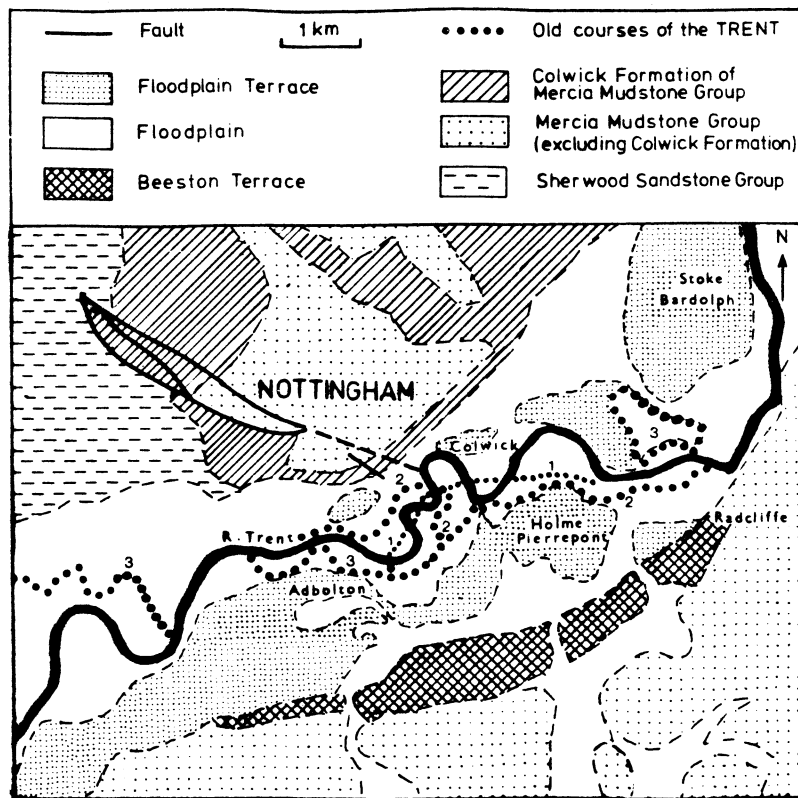 Fault
1 km
Old courses of the TRENT
Floodplain Terrace
Colwick Formation of
Mercia Mudstone Group
Floodplain
Mercia Mudstone Group
(excluding Colwick Formation)
Beeston Terrace
Sherwood Sandstone Group
N
Stoke
Bardolph
NOTTINGHAM
3
Colwick
2
1
2
2
Holme
Pierrepont
Radcliffe
R. Trent
1
3
3
Adbolton